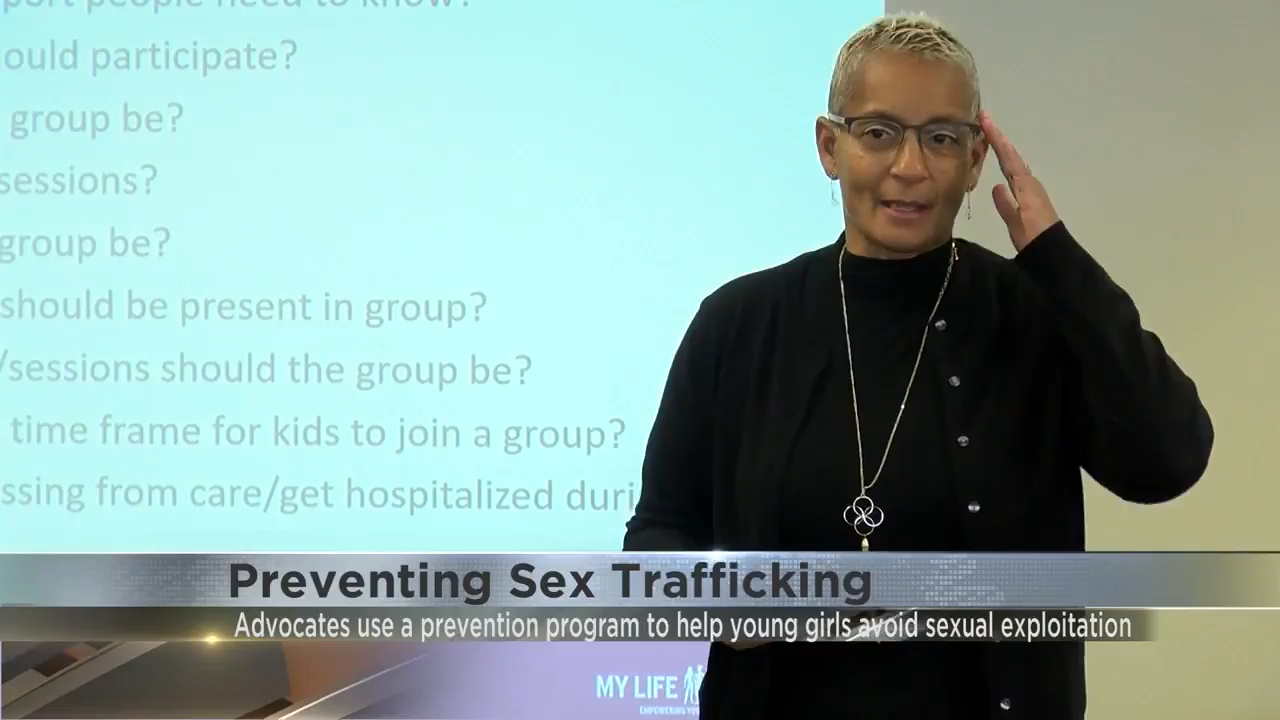 port people need to know?
ould participate?
group be?
sessions?
group be?
should be present in group?
/sessions should the group be?
time frame for kids to join a group?
ssing from care/get hospitalized duri
Preventing Sex Trafficking
Advocates use a prevention program to help young girls avoid sexual exploitation
MY LIFE
EMPOWERING YOU